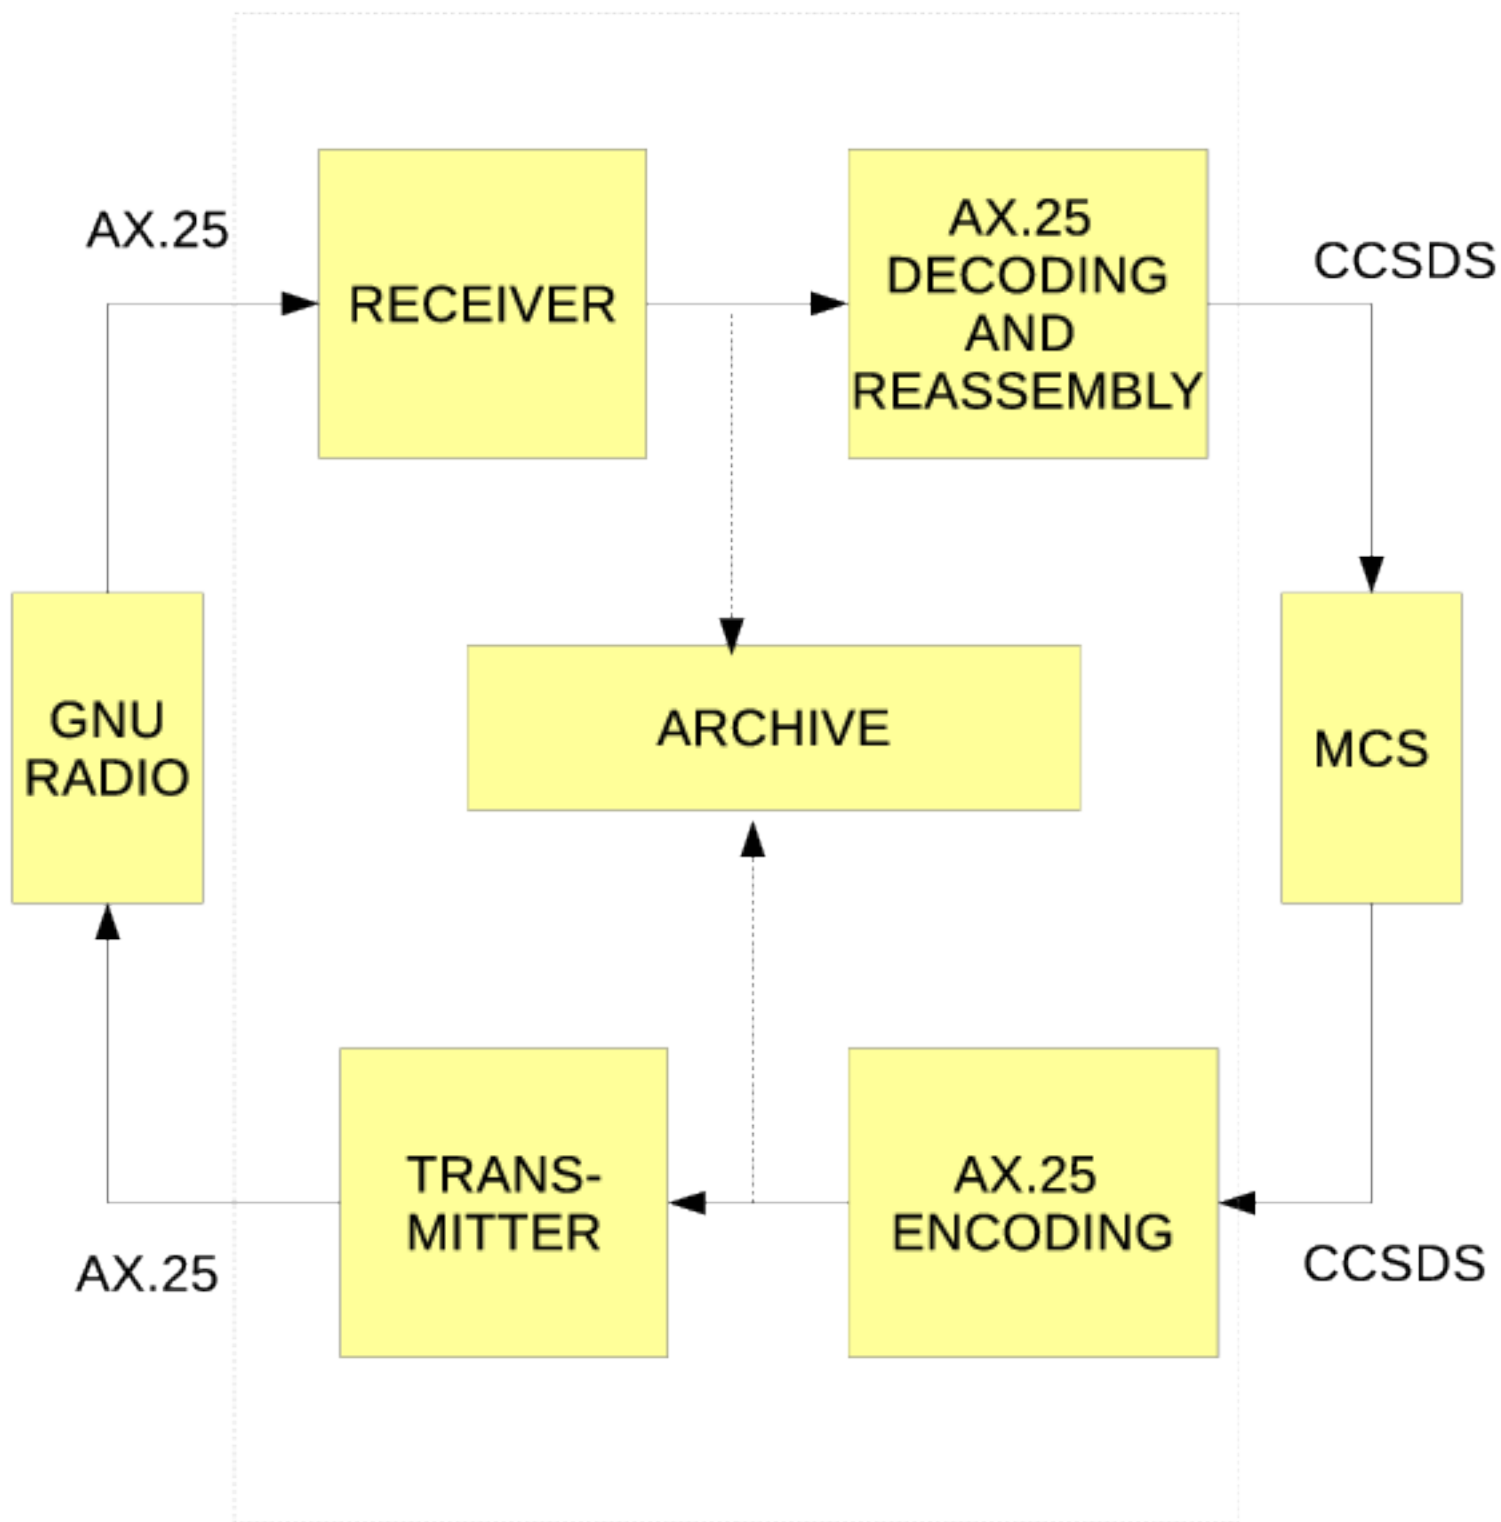 AX.25
RECEIVER
AX.25
DECODING
AND
REASSEMBLY
CCSDS
GNU
RADIO
ARCHIVE
MCS
TRANS-
MITTER
AX.25
ENCODING
AX.25
CCSDS